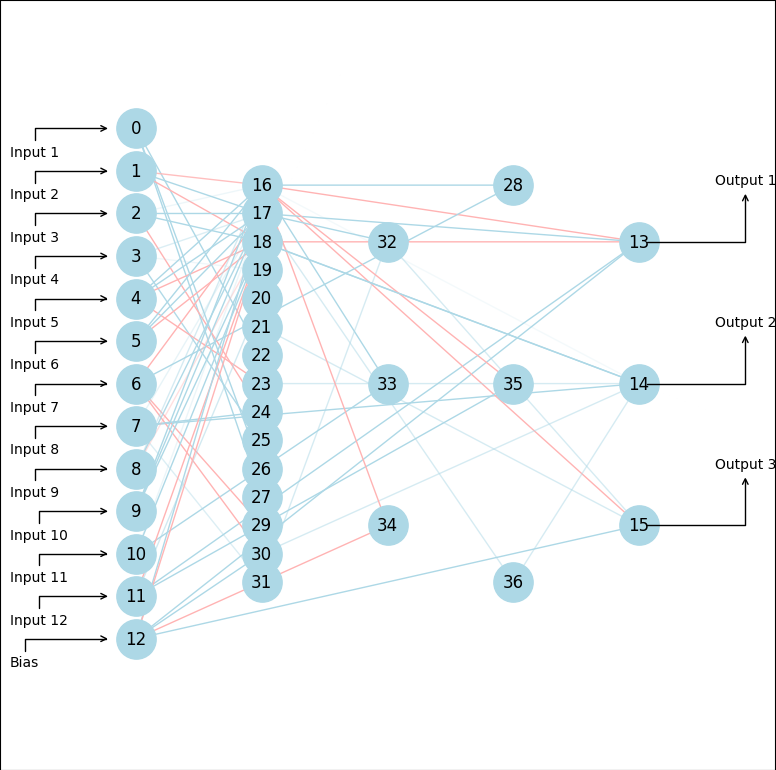 0
Input 1
1
Input 2
2
Input 3
3
Input 4
4
Input 5
5
Input 6
6
Input 7
7
Input 8
8
Input 9
9
Input 10
10
Input 11
11
Input 12
12
Bias
16
17
18
19
20
21
22
23
24
25
26
27
29
30
31
32
33
34
28
35
36
13
14
15
Output 1
Output 2
Output 3